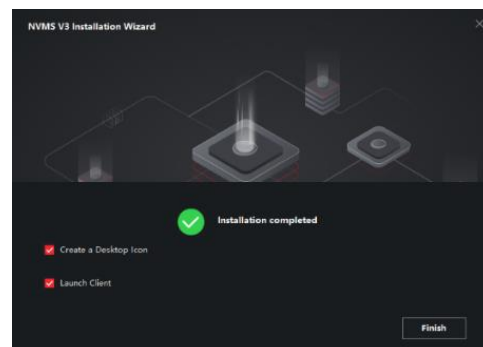 NVMS V3 Installation Wizard
Installation completed
Create a Desktop Icon
Launch Client
Finish